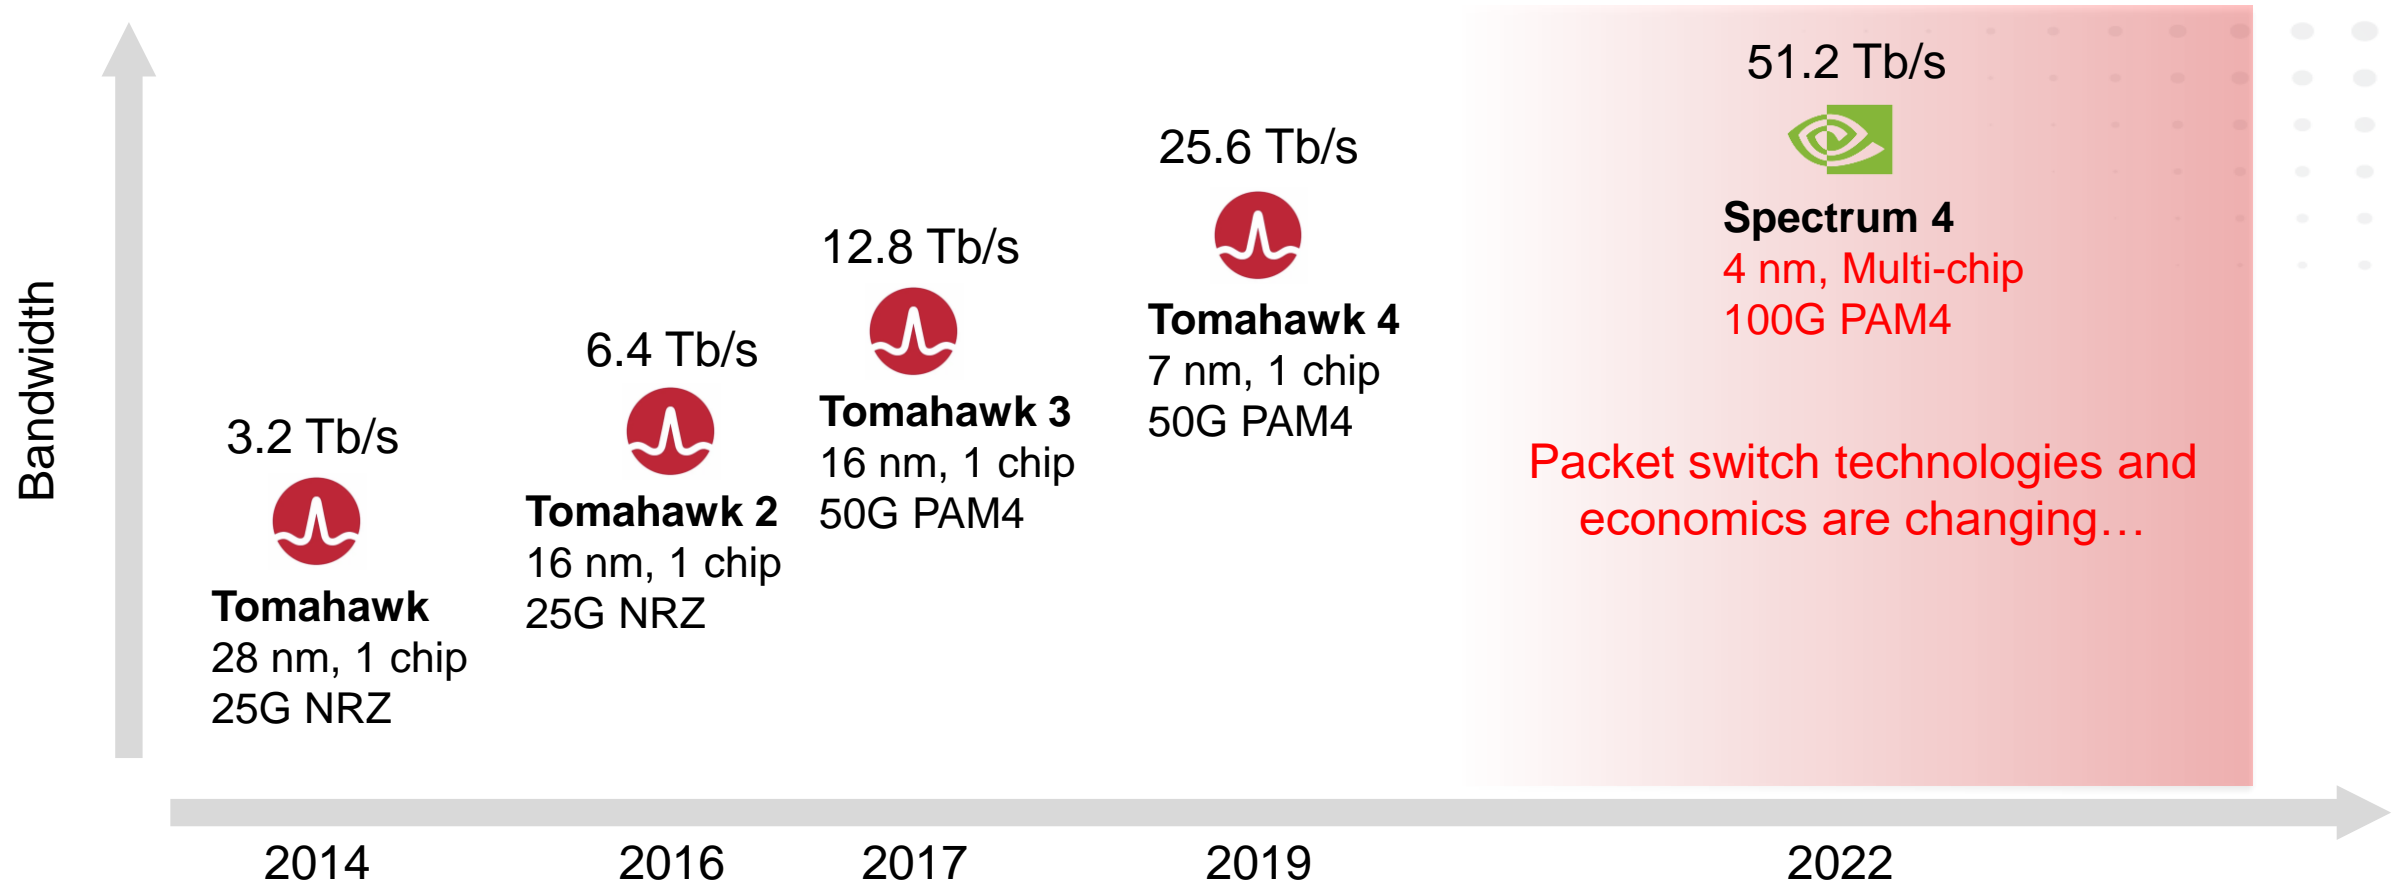 Bandwidth
3.2 Tb/s
Tomahawk
28 nm, 1 chip
25G NRZ
6.4 Tb/s
Tomahawk 2
16 nm, 1 chip
25G NRZ
12.8 Tb/s
Tomahawk 3
16 nm, 1 chip
50G PAM4
25.6 Tb/s
Tomahawk 4
7 nm, 1 chip
50G PAM4
51.2 Tb/s
Spectrum 4
4 nm, Multi-chip
100G PAM4
Packet switch technologies and
economics are changing…
2014
2016
2017
2019
2022